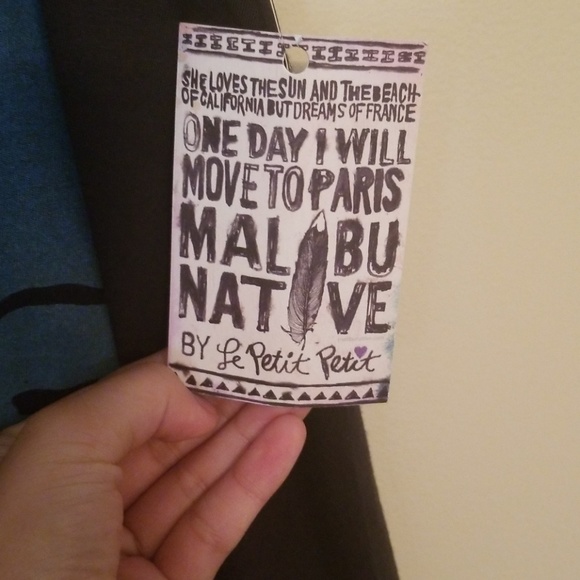 SHE LOVES THE SUN AND THE BEACH
OF CALIFORNIA BUT DREAMS OF FRANCE
ONE DAY I WILL
MOVE TO PARIS
MALIBU
NATIVE
BY Le Petit Petit